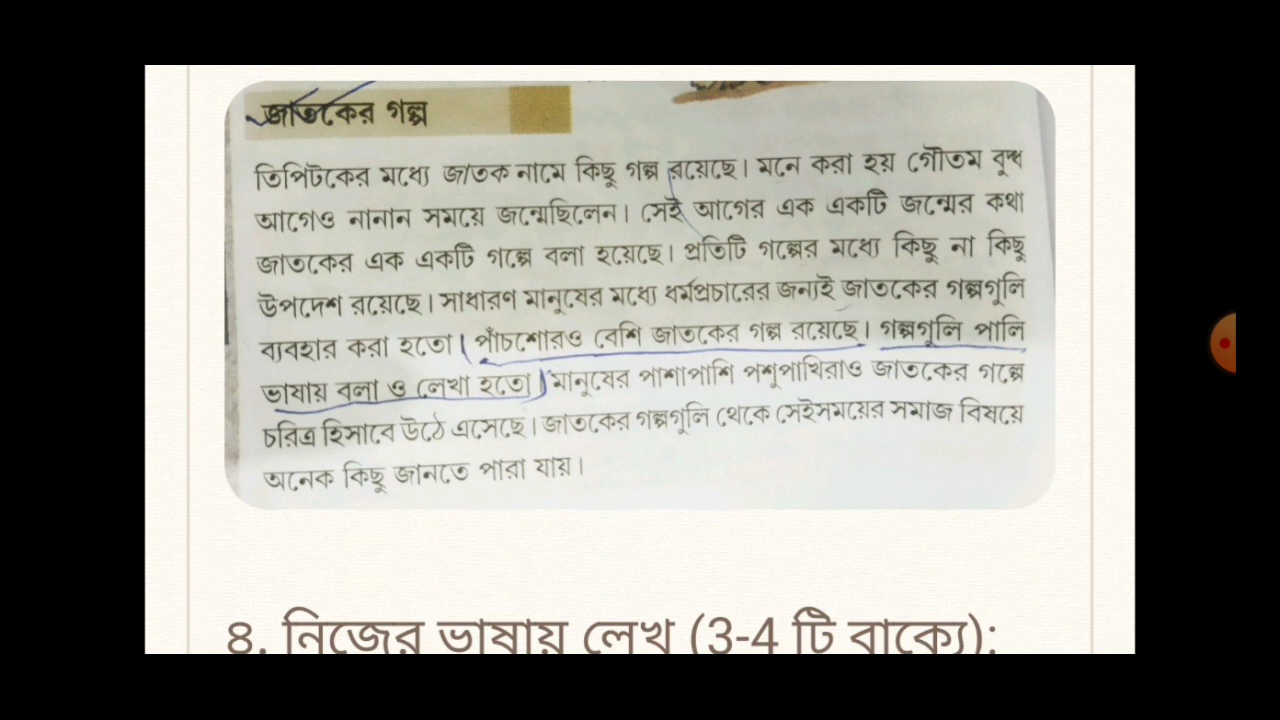 জাতকের গল্প
তিপিটকের মধ্যে জাতক নামে কিছু গল্প রয়েছে। মনে করা হয় গৌতম বুদ্ধ
আগেও নানান সময়ে জন্মেছিলেন। সেই আগের এক একটি জন্মের কথা
জাতকের এক একটি গল্পে বলা হয়েছে। প্রতিটি গল্পের মধ্যে কিছু না কিছু
উপদেশ রয়েছে। সাধারণ মানুষের মধ্যে ধর্মপ্রচারের জন্যই জাতকের গল্পগুলি
ব্যবহার করা হতো। পাঁচশোরও বেশি জাতকের গল্প রয়েছে। গল্পগুলি পালি
ভাষায় বলা ও লেখা হতো। মানুষের পাশাপাশি পশুপাখিরাও জাতকের গল্পে
চরিত্র হিসাবে উঠে এসেছে। জাতকের গল্পগুলি থেকে সেইসময়ের সমাজ বিষয়ে
অনেক কিছু জানতে পারা যায়।
৪. নিজের ভাষায় লেখ (3-4 টি বাক্যে):